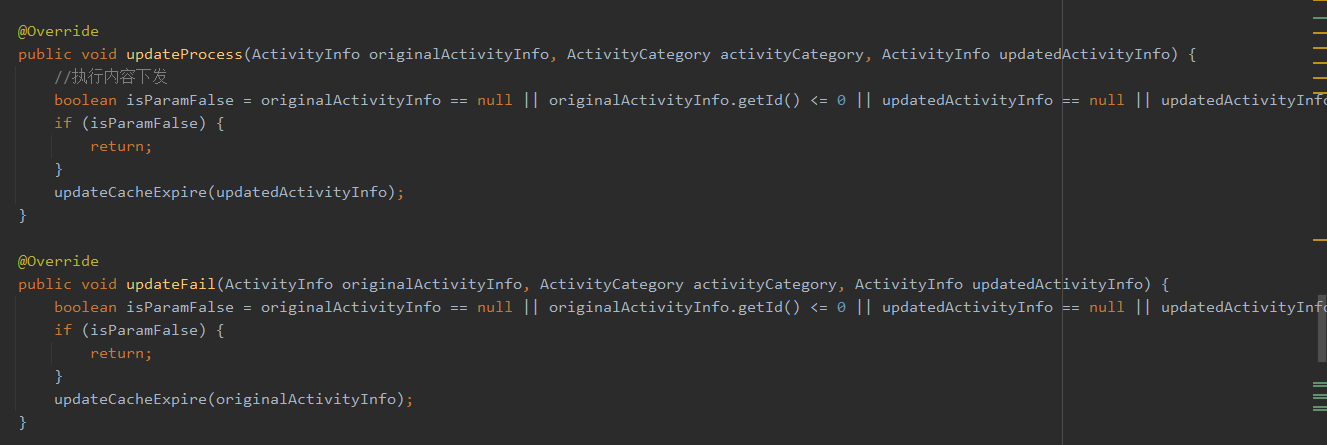 @Override
public void updateProcess(ActivityInfo originalActivityInfo, ActivityCategory activityCategory, ActivityInfo updatedActivityInfo) {
//执行内容下发
boolean isParamFalse = originalActivityInfo == null || originalActivityInfo.getId() <= 0 || updatedActivityInfo == null || updatedActivityInfo
if (isParamFalse) {
return;
}
updateCacheExpire(updatedActivityInfo);
}
@Override
public void updateFail(ActivityInfo originalActivityInfo, ActivityCategory activityCategory, ActivityInfo updatedActivityInfo) {
boolean isParamFalse = originalActivityInfo == null || originalActivityInfo.getId() <= 0 || updatedActivityInfo == null || updatedActivityInfo
if (isParamFalse) {
return;
}
updateCacheExpire(originalActivityInfo);
}